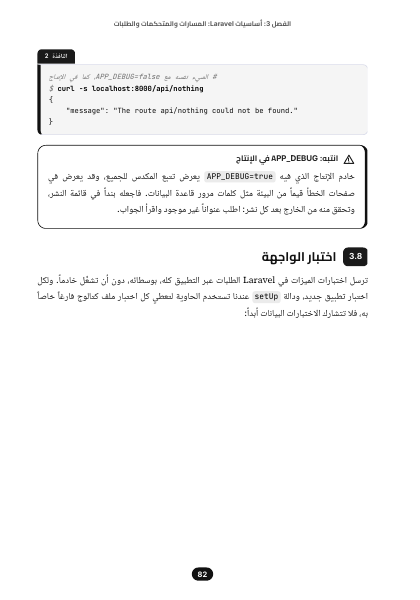 الفصل 3: أساسيات Laravel: المسارات والمتحكمات والطلبات
النافذة 2
# الشيء نفسه مع APP_DEBUG=false، كما في الإنتاج
$ curl -s localhost:8000/api/nothing
{
"message": "The route api/nothing could not be found."
}
انتبه: APP_DEBUG في الإنتاج
خادم الإنتاج الذي فيه APP_DEBUG=true يعرض تتبع المكدس للجميع، وقد يعرض في
صفحات الخطأ قيماً من البيئة مثل كلمات مرور قاعدة البيانات. فاجعله بنداً في قائمة النشر،
وتحقق منه من الخارج بعد كل نشر: اطلب عنواناً غير موجود واقرأ الجواب.
3.8 اختبار الواجهة
ترسل اختبارات الميزات في Laravel الطلبات عبر التطبيق كله، بوسطائه، دون أن تشغّل خادماً. ولكل
اختبار تطبيق جديد، ودالة setUp عندنا تستخدم الحاوية لتعطي كل اختبار ملف كتالوج فارغاً خاصاً
به، فلا تتشارك الاختبارات البيانات أبداً:
82